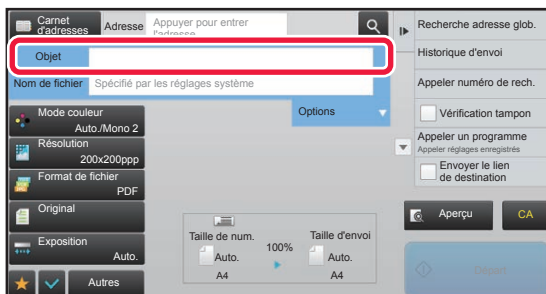 Carnet
d'adresses
Adresse
Appuyer pour entrer
l'adresse
Objet
Nom de fichier
Spécifié par les réglages système
Mode couleur
Auto./Mono 2
Options
Résolution
200x200ppp
Format de fichier
PDF
Original
Exposition
Auto.
Autres
Taille de num.
100%
Taille d'envoi
Auto.
Auto.
A4
A4
Recherche adresse glob.
Historique d'envoi
Appeler numéro de rech.
Vérification tampon
Appeler un programme
Appeler réglages enregistrés
Envoyer le lien
de destination
Aperçu
CA
Départ